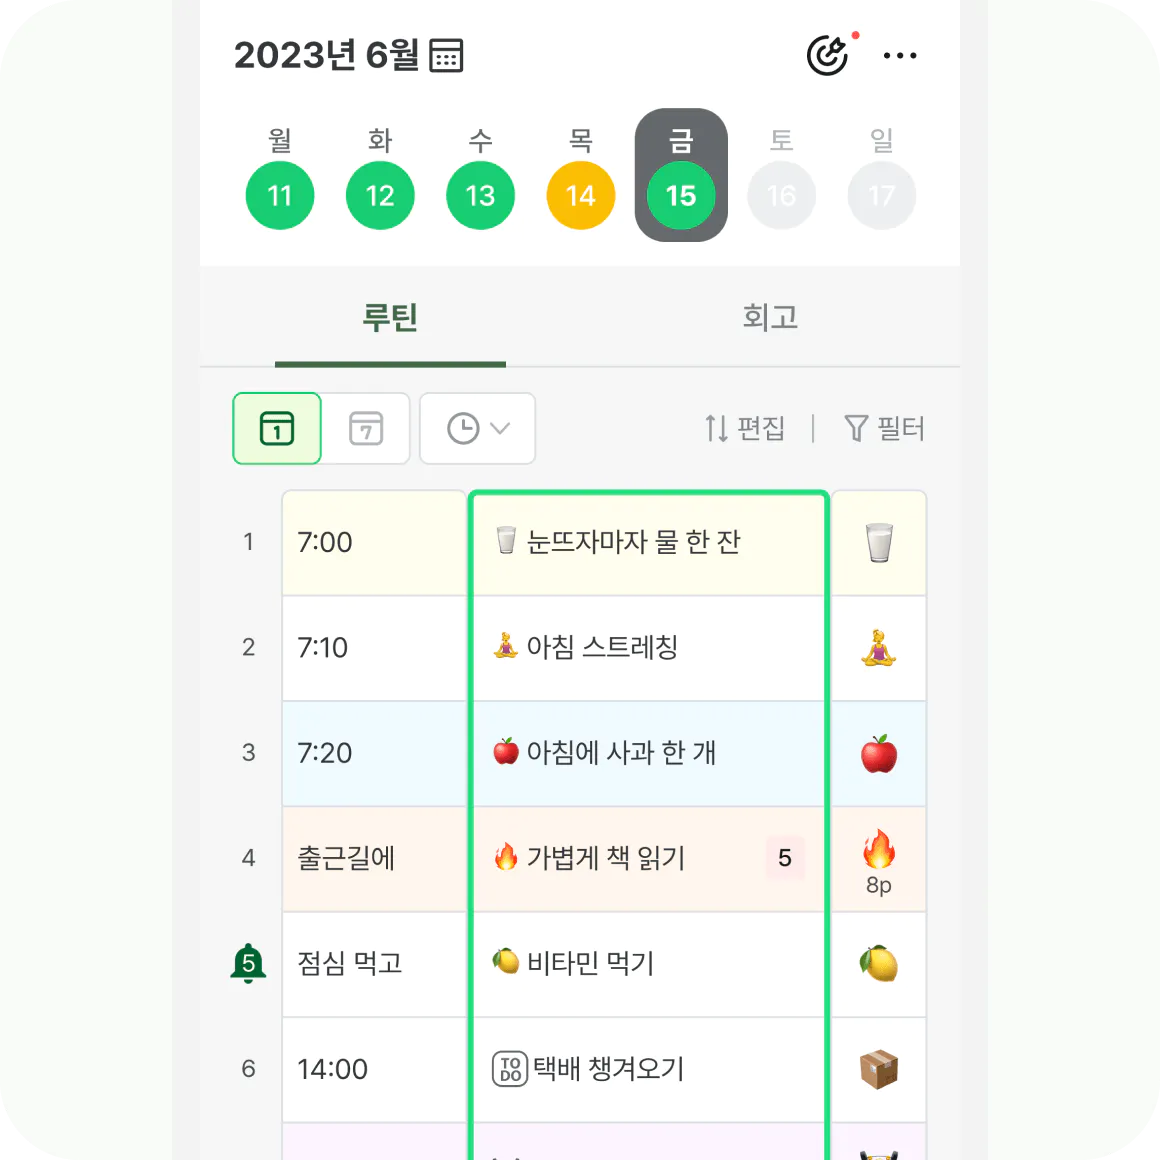 2023년 6월
월 화 수 목 금 토 일
11 12 13 14 15 16 17
루틴 회고
1 7 편집 | 필터
1 7:00 눈뜨자마자 물 한 잔
2 7:10 아침 스트레칭
3 7:20 아침에 사과 한 개
4 출근길에 가볍게 책 읽기 5 8p
5 점심 먹고 비타민 먹기
6 14:00 TO DO 택배 챙겨오기